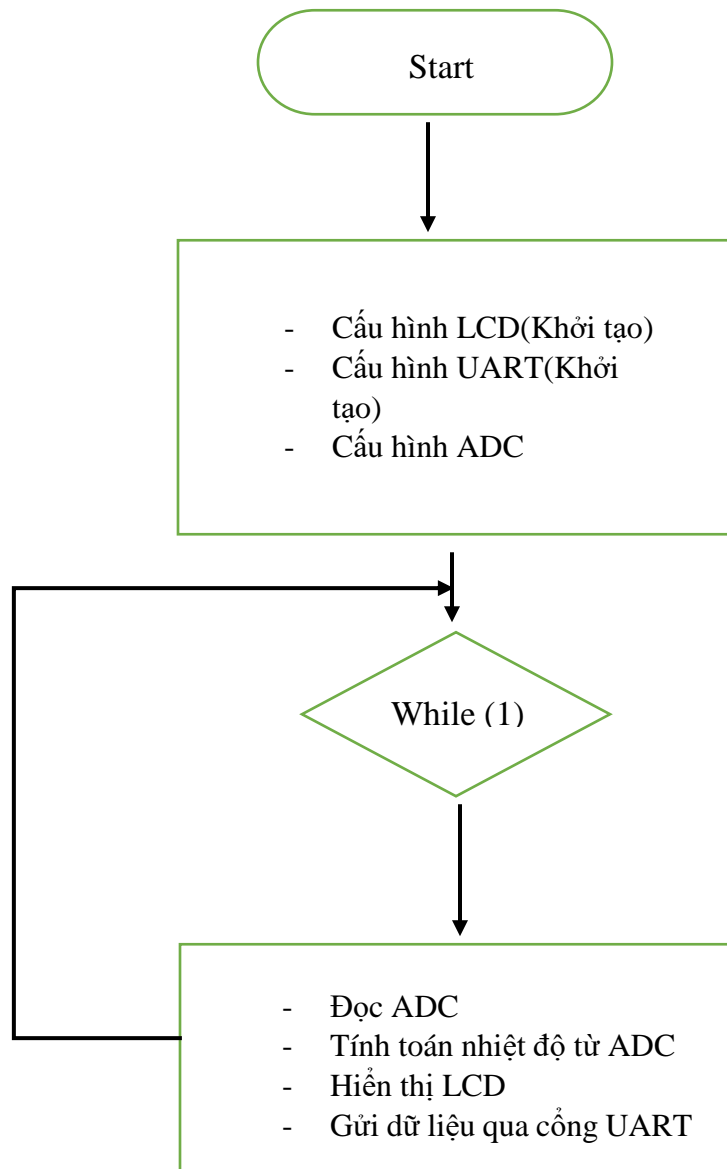 Start
- Cấu hình LCD(Khởi tạo)
- Cấu hình UART(Khởi
tạo)
- Cấu hình ADC
While (1)
- Đọc ADC
- Tính toán nhiệt độ từ ADC
- Hiển thị LCD
- Gửi dữ liệu qua cổng UART